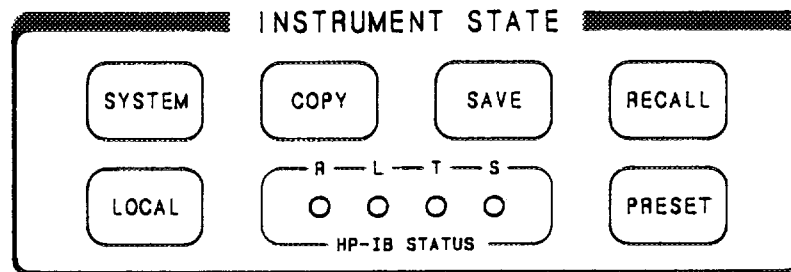 INSTRUMENT STATE
SYSTEM COPY SAVE RECALL
R L T S
LOCAL PRESET
HP-IB STATUS